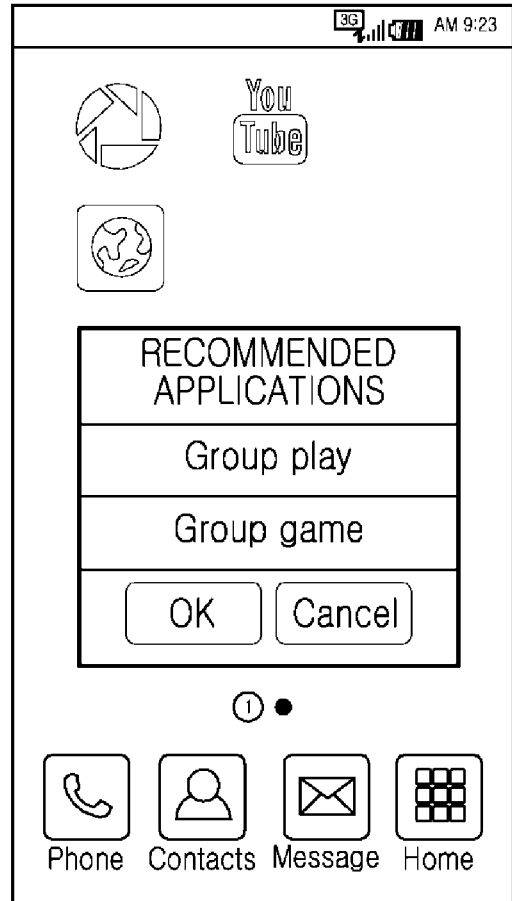 3G AM 9:23
You
Tube
RECOMMENDED
APPLICATIONS
Group play
Group game
OK Cancel
1
Phone Contacts Message Home